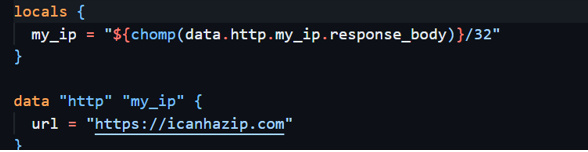 locals {
my_ip = "${chomp(data.http.my_ip.response_body)}/32"
}
data "http" "my_ip" {
url = "https://icanhazip.com"
}